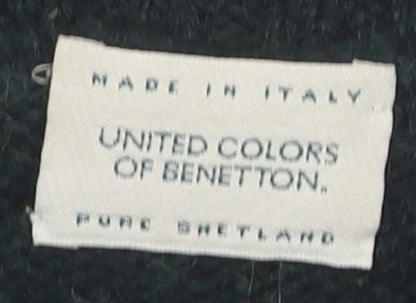 MADE IN ITALY
UNITED COLORS
OF BENETTON.
PURE SHETLAND